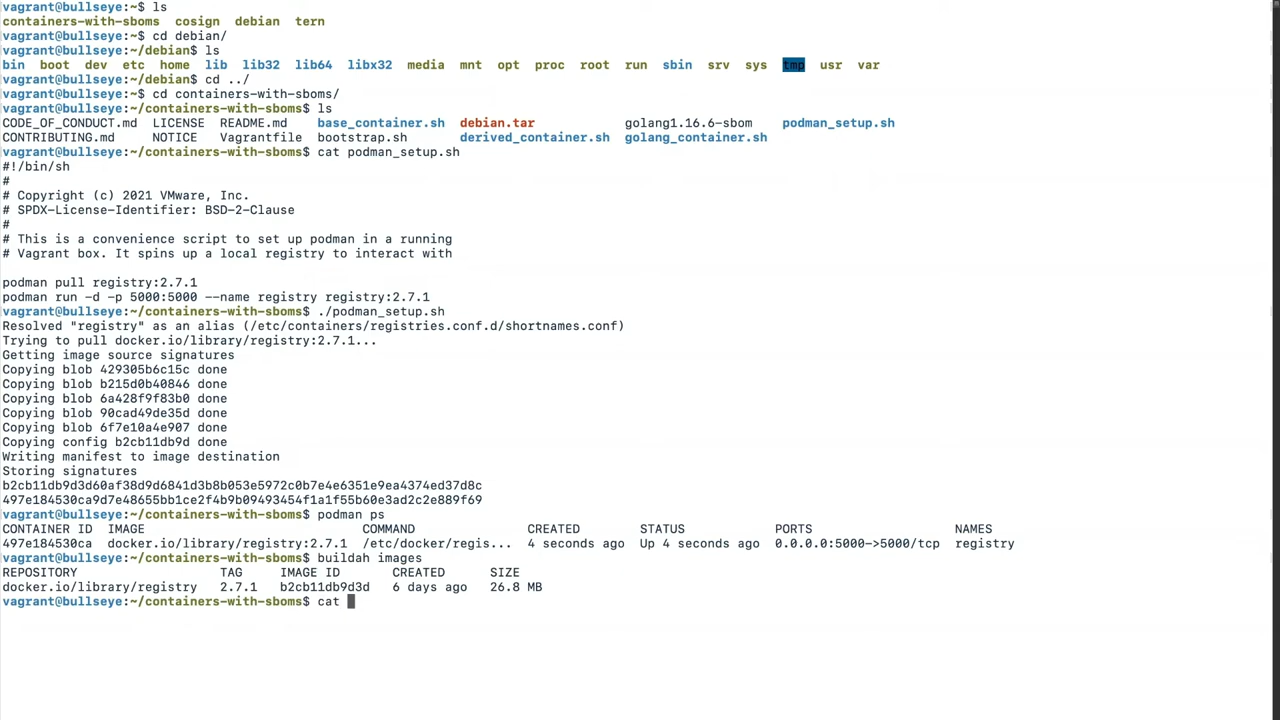 vagrant@bullseye:~$ ls
containers-with-sboms  cosign  debian  tern
vagrant@bullseye:~$ cd debian/
vagrant@bullseye:~/debian$ ls
bin  boot  dev  etc  home  lib  lib32  lib64  libx32  media  mnt  opt  proc  root  run  sbin  srv  sys  tmp  usr  var
vagrant@bullseye:~/debian$ cd ../
vagrant@bullseye:~$ cd containers-with-sboms/
vagrant@bullseye:~/containers-with-sboms$ ls
CODE_OF_CONDUCT.md  LICENSE  README.md  base_container.sh  debian.tar  golang1.16.6-sbom  podman_setup.sh
CONTRIBUTING.md  NOTICE  Vagrantfile  bootstrap.sh  derived_container.sh  golang_container.sh
vagrant@bullseye:~/containers-with-sboms$ cat podman_setup.sh
#!/bin/sh
#
# Copyright (c) 2021 VMware, Inc.
# SPDX-License-Identifier: BSD-2-Clause
#
# This is a convenience script to set up podman in a running
# Vagrant box. It spins up a local registry to interact with
podman pull registry:2.7.1
podman run -d -p 5000:5000 --name registry registry:2.7.1
vagrant@bullseye:~/containers-with-sboms$ ./podman_setup.sh
Resolved "registry" as an alias (/etc/containers/registries.conf.d/shortnames.conf)
Trying to pull docker.io/library/registry:2.7.1...
Getting image source signatures
Copying blob 429305b6c15c done
Copying blob b215d0b40846 done
Copying blob 6a428f9f83b0 done
Copying blob 90cad49de35d done
Copying blob 6f7e10a4e907 done
Copying config b2cb11db9d done
Writing manifest to image destination
Storing signatures
b2cb11db9d3d60af38d9d6841d3b8b053e5972c0b7e4e6351e9ea4374ed37d8c
497e184530ca9d7e48655bb1ce2f4b9b09493454f1a1f55b60e3ad2c2e889f69
vagrant@bullseye:~/containers-with-sboms$ podman ps
CONTAINER ID  IMAGE  COMMAND  CREATED  STATUS  PORTS  NAMES
497e184530ca  docker.io/library/registry:2.7.1  /etc/docker/regis...  4 seconds ago  Up 4 seconds ago  0.0.0.0:5000->5000/tcp  registry
vagrant@bullseye:~/containers-with-sboms$ buildah images
REPOSITORY  TAG  IMAGE ID  CREATED  SIZE
docker.io/library/registry  2.7.1  b2cb11db9d3d  6 days ago  26.8 MB
vagrant@bullseye:~/containers-with-sboms$ cat